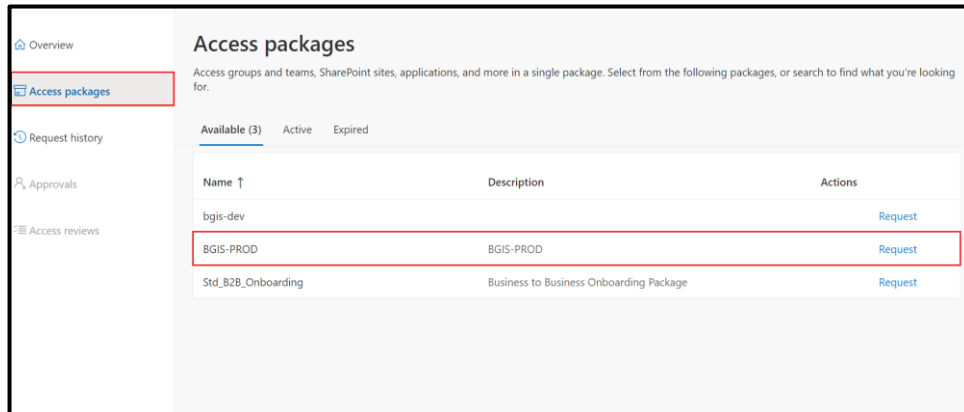 Overview
Access packages
Request history
Approvals
Access reviews
Access packages
Access groups and teams, SharePoint sites, applications, and more in a single package. Select from the following packages, or search to find what you're looking
for.
Available (3) Active Expired
Name ↑ Description Actions
bgis-dev Request
BGIS-PROD BGIS-PROD Request
Std_B2B_Onboarding Business to Business Onboarding Package Request